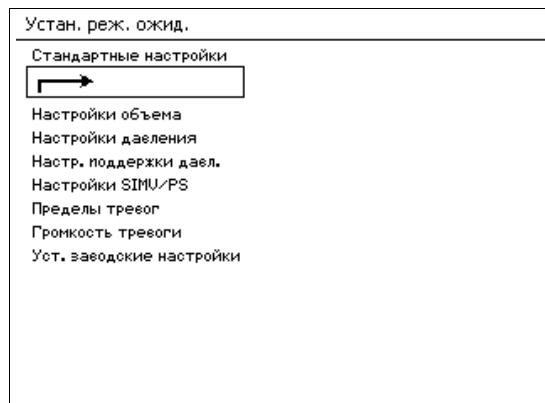 Устан. реж. ожид.
Стандартные настройки
Настройки объема
Настройки давления
Настр. поддержки давл.
Настройки SIMV/PS
Пределы тревог
Громкость тревоги
Уст. заводские настройки